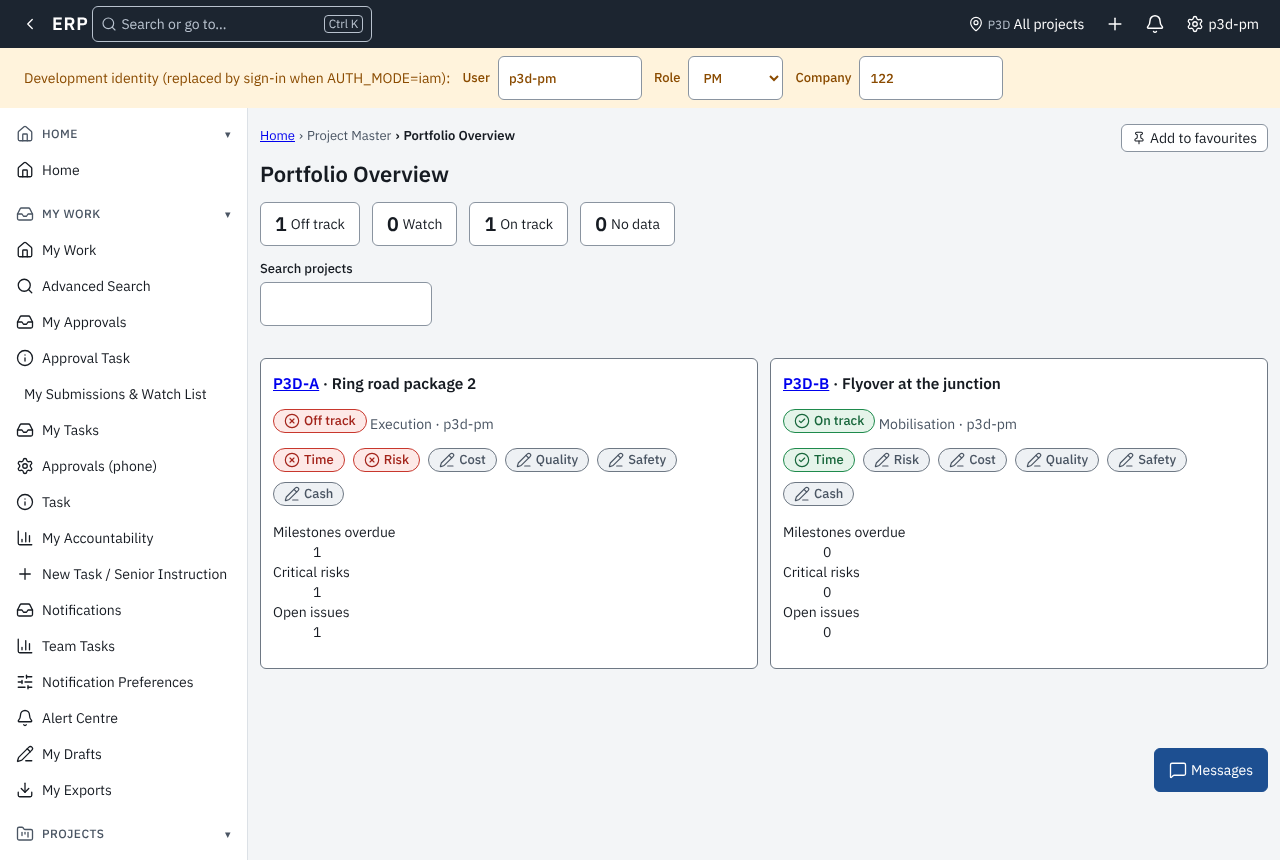 ERP Search or go to... Ctrl K P3D All projects p3d-pm
Development identity (replaced by sign-in when AUTH_MODE=iam): User p3d-pm Role PM Company 122
HOME
Home
MY WORK
My Work
Advanced Search
My Approvals
Approval Task
My Submissions & Watch List
My Tasks
Approvals (phone)
Task
My Accountability
New Task / Senior Instruction
Notifications
Team Tasks
Notification Preferences
Alert Centre
My Drafts
My Exports
PROJECTS
Home › Project Master › Portfolio Overview
Add to favourites
Portfolio Overview
1 Off track 0 Watch 1 On track 0 No data
Search projects
P3D-A · Ring road package 2
Off track Execution · p3d-pm
Time Risk Cost Quality Safety
Cash
Milestones overdue
1
Critical risks
1
Open issues
1
P3D-B · Flyover at the junction
On track Mobilisation · p3d-pm
Time Risk Cost Quality Safety
Cash
Milestones overdue
0
Critical risks
0
Open issues
0
Messages